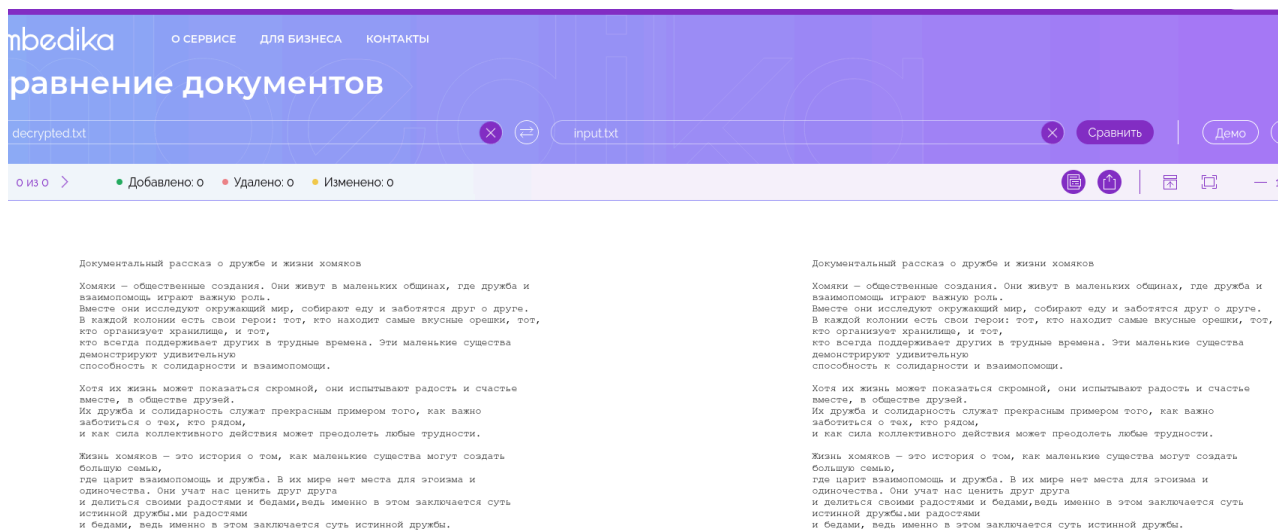 mbedika
О СЕРВИСЕ ДЛЯ БИЗНЕСА КОНТАКТЫ
равнение документов
decrypted.txt
input.txt
Сравнить
Демо
0 из 0
Добавлено: 0
Удалено: 0
Изменено: 0
Документальный рассказ о дружбе и жизни хомяков
Хомяки — общественные создания. Они живут в маленьких общинах, где дружба и
взаимопомощь играют важную роль.
Вместе они исследуют окружающий мир, собирают еду и заботятся друг о друге.
В каждой колонии есть свои герои: тот, кто находит самые вкусные орешки, тот,
кто организует хранилище, и тот,
кто всегда поддерживает других в трудные времена. Эти маленькие существа
демонстрируют удивительную
способность к солидарности и взаимопомощи.
Хотя их жизнь может показаться скромной, они испытывают радость и счастье
вместе, в обществе друзей.
Их дружба и солидарность служат прекрасным примером того, как важно
заботиться о тех, кто рядом,
и как сила коллективного действия может преодолеть любые трудности.
Жизнь хомяков — это история о том, как маленькие существа могут создать
большую семью,
где царит взаимопомощь и дружба. В их мире нет места для эгоизма и
одиночества. Они учат нас ценить друг друга
и делиться своими радостями и бедами,ведь именно в этом заключается суть
истинной дружбы.ми радостями
и бедами, ведь именно в этом заключается суть истинной дружбы.
Документальный рассказ о дружбе и жизни хомяков
Хомяки — общественные создания. Они живут в маленьких общинах, где дружба и
взаимопомощь играют важную роль.
Вместе они исследуют окружающий мир, собирают еду и заботятся друг о друге.
В каждой колонии есть свои герои: тот, кто находит самые вкусные орешки, тот,
кто организует хранилище, и тот,
кто всегда поддерживает других в трудные времена. Эти маленькие существа
демонстрируют удивительную
способность к солидарности и взаимопомощи.
Хотя их жизнь может показаться скромной, они испытывают радость и счастье
вместе, в обществе друзей.
Их дружба и солидарность служат прекрасным примером того, как важно
заботиться о тех, кто рядом,
и как сила коллективного действия может преодолеть любые трудности.
Жизнь хомяков — это история о том, как маленькие существа могут создать
большую семью,
где царит взаимопомощь и дружба. В их мире нет места для эгоизма и
одиночества. Они учат нас ценить друг друга
и делиться своими радостями и бедами,ведь именно в этом заключается суть
истинной дружбы.ми радостями
и бедами, ведь именно в этом заключается суть истинной дружбы.